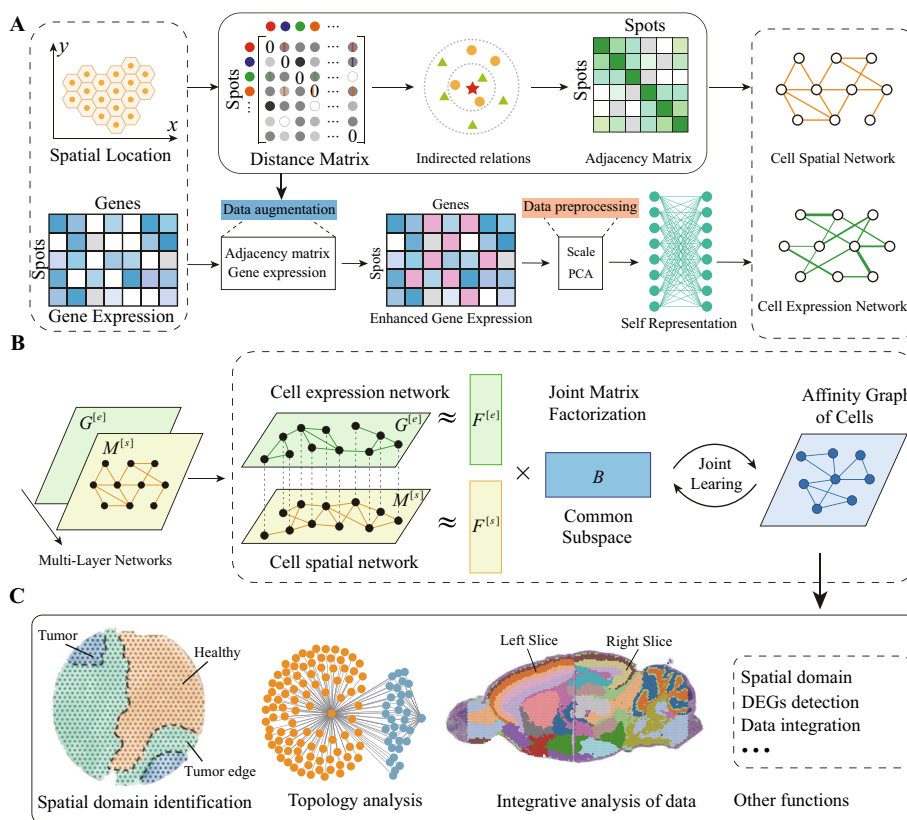 A
y
x
Spatial Location
Spots
Spots
0
0
0
0
0
Distance Matrix
Indirected relations
Spots
Spots
Adjacency Matrix
Cell Spatial Network
Genes
Spots
Gene Expression
Data augmentation
Adjacency matrix
Gene expression
Genes
Spots
Enhanced Gene Expression
Data preprocessing
Scale
PCA
Self Representation
Cell Expression Network
B
G[e]
M[s]
Multi-Layer Networks
Cell expression network
G[e]
≈
F[e]
M[s]
≈
F[s]
Cell spatial network
×
Joint Matrix
Factorization
B
Common
Subspace
Joint
Learing
Affinity Graph
of Cells
C
Tumor
Healthy
Tumor edge
Spatial domain identification
Topology analysis
Left Slice
Right Slice
Integrative analysis of data
Spatial domain
DEGs detection
Data integration
•••
Other functions